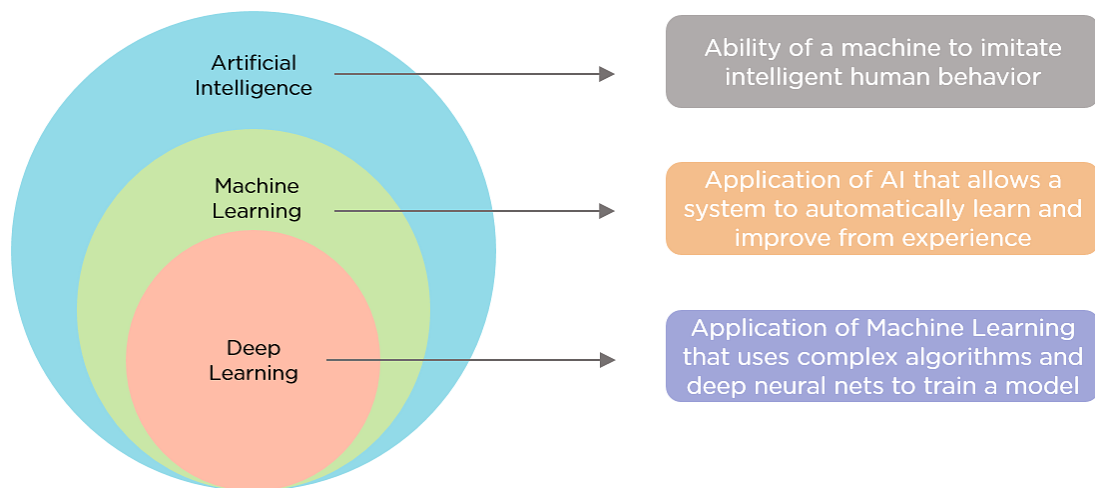 Artificial
Intelligence
Ability of a machine to imitate
intelligent human behavior
Machine
Learning
Application of AI that allows a
system to automatically learn and
improve from experience
Deep
Learning
Application of Machine Learning
that uses complex algorithms and
deep neural nets to train a model